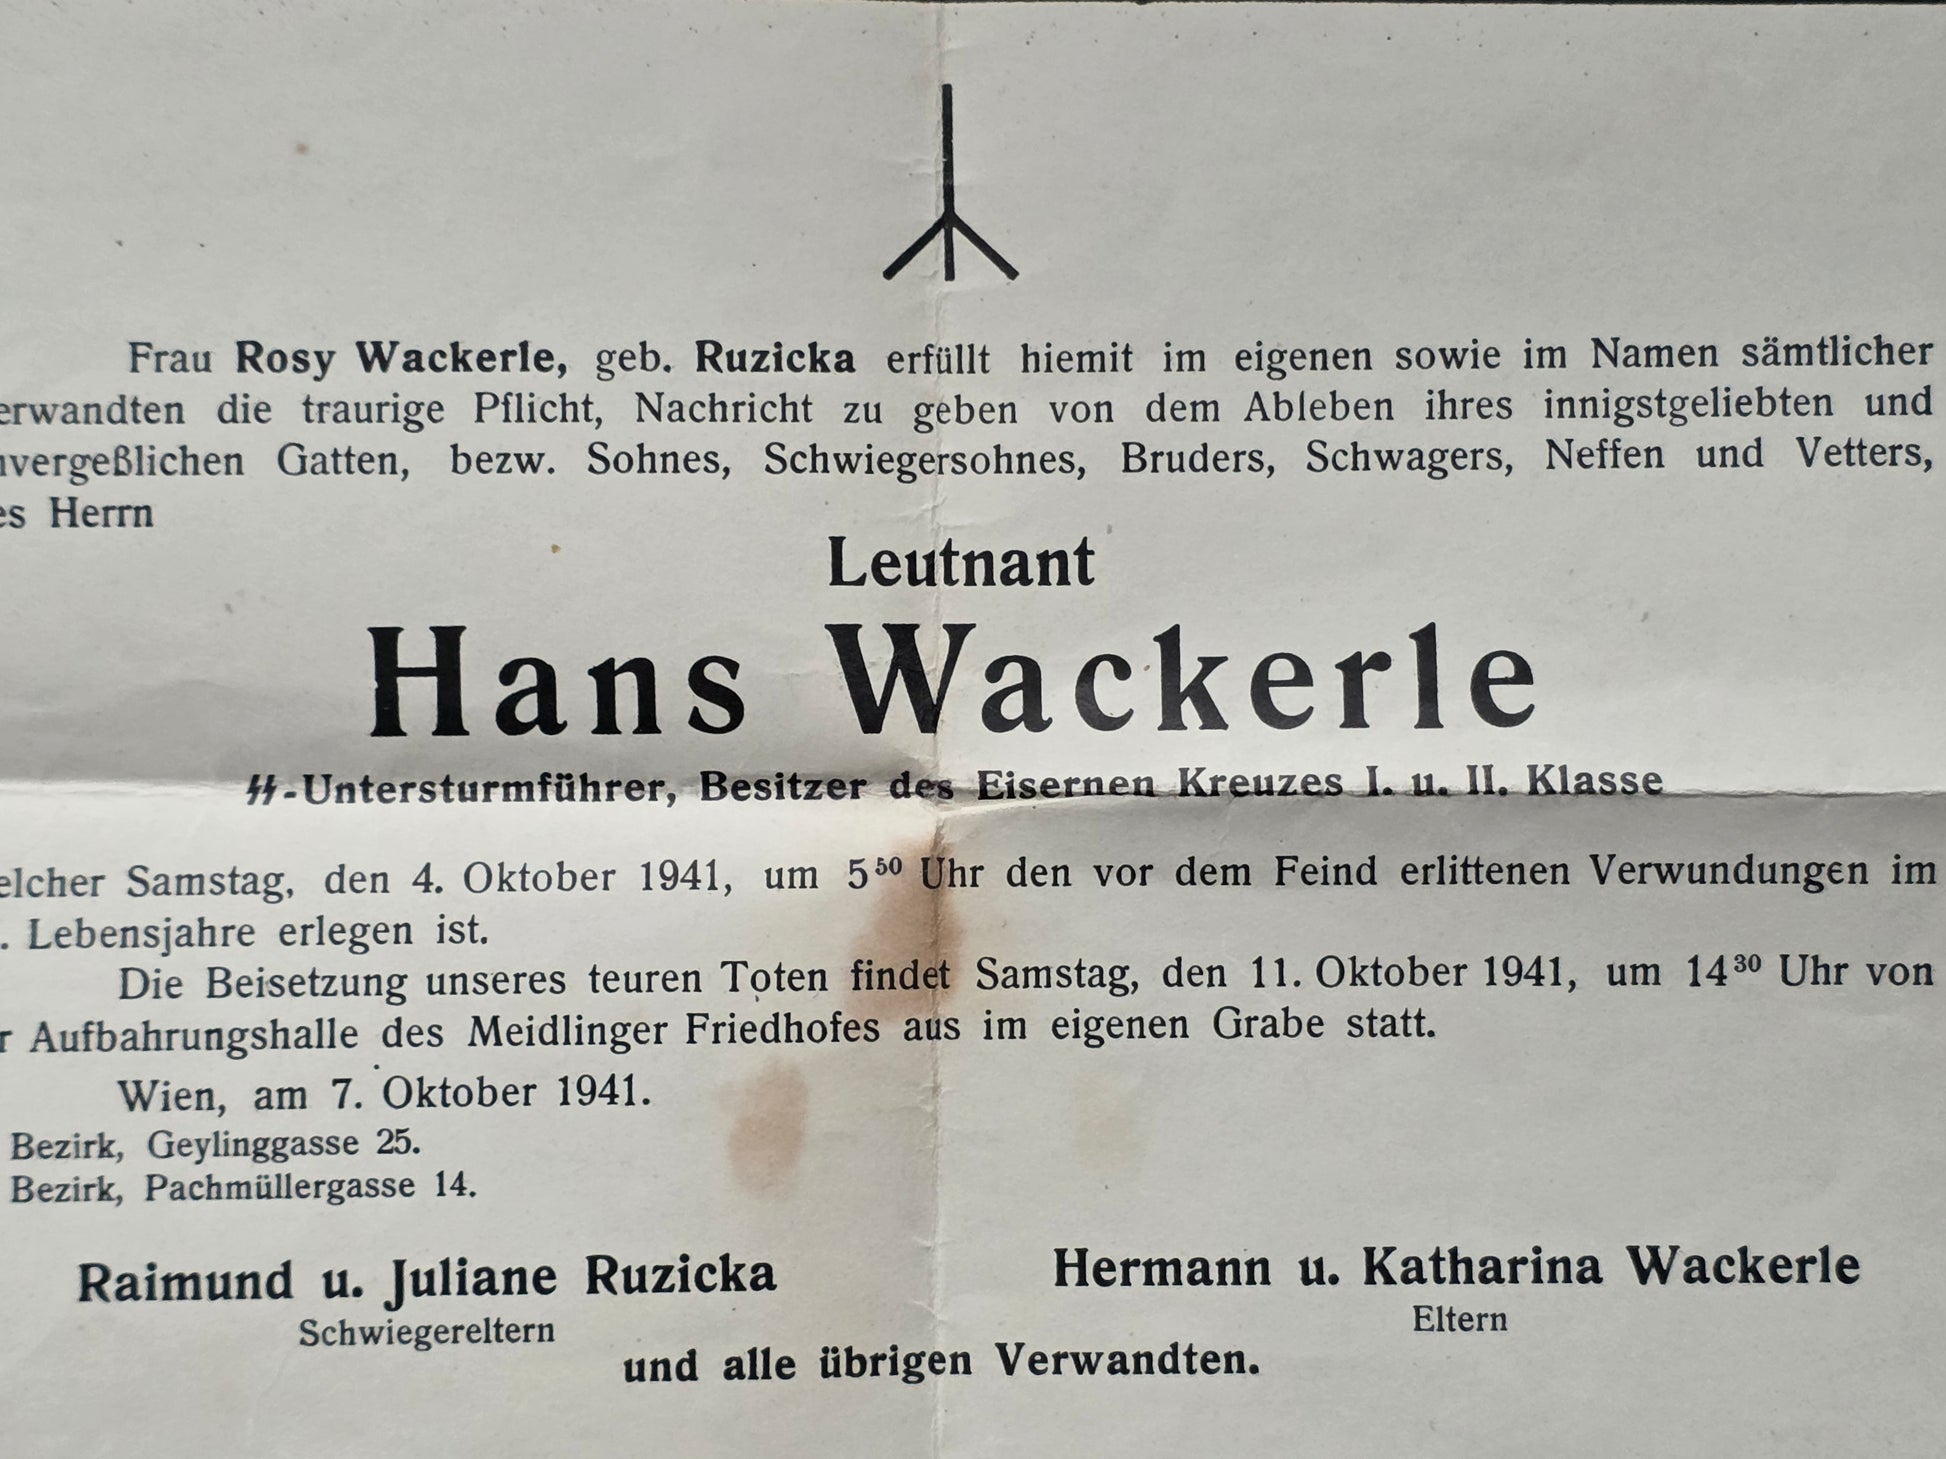 Frau Rosy Wackerle, geb. Ruzicka erfüllt hiemit im eigenen sowie im Namen sämtlicher
erwandten die traurige Pflicht, Nachricht zu geben von dem Ableben ihres innigstgeliebten und
vergeßlichen Gatten, bezw. Sohnes, Schwiegersohnes, Bruders, Schwagers, Neffen und Vetters,
es Herrn
Leutnant
Hans Wackerle
SS-Untersturmführer, Besitzer des Eisernen Kreuzes I. u. II. Klasse
elcher Samstag, den 4. Oktober 1941, um 5⁵⁰ Uhr den vor dem Feind erlittenen Verwundungen im
. Lebensjahre erlegen ist.
Die Beisetzung unseres teuren Toten findet Samstag, den 11. Oktober 1941, um 14³⁰ Uhr von
r Aufbahrungshalle des Meidlinger Friedhofes aus im eigenen Grabe statt.
Wien, am 7. Oktober 1941.
Bezirk, Geylinggasse 25.
Bezirk, Pachmüllergasse 14.
Raimund u. Juliane Ruzicka
Schwiegereltern
Hermann u. Katharina Wackerle
Eltern
und alle übrigen Verwandten.